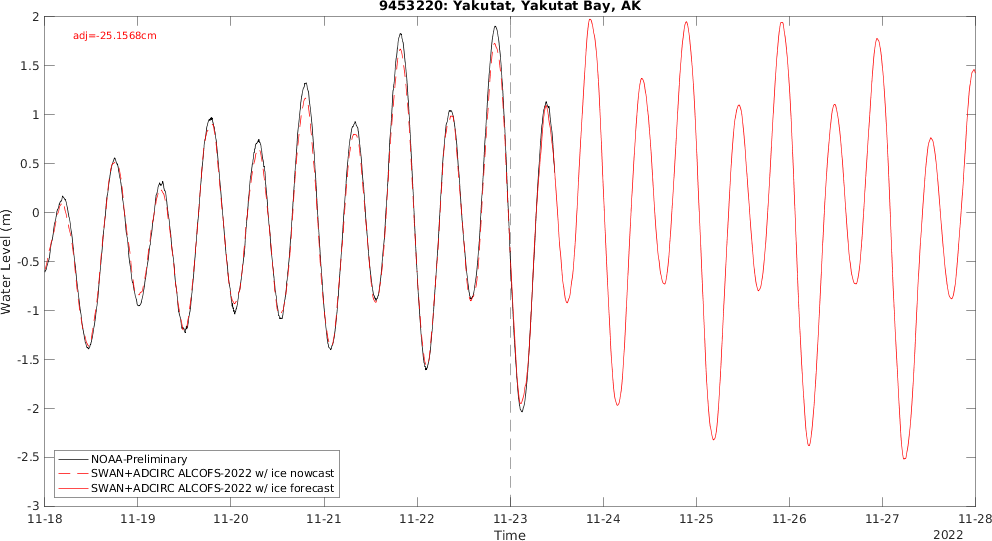 9453220: Yakutat, Yakutat Bay, AK
adj=-25.1568cm
2
1.5
1
0.5
0
-0.5
-1
-1.5
-2
-2.5
-3
Water Level (m)
NOAA-Preliminary
SWAN+ADCIRC ALCOFS-2022 w/ ice nowcast
SWAN+ADCIRC ALCOFS-2022 w/ ice forecast
11-18 11-19 11-20 11-21 11-22 11-23 11-24 11-25 11-26 11-27 11-28
Time
2022